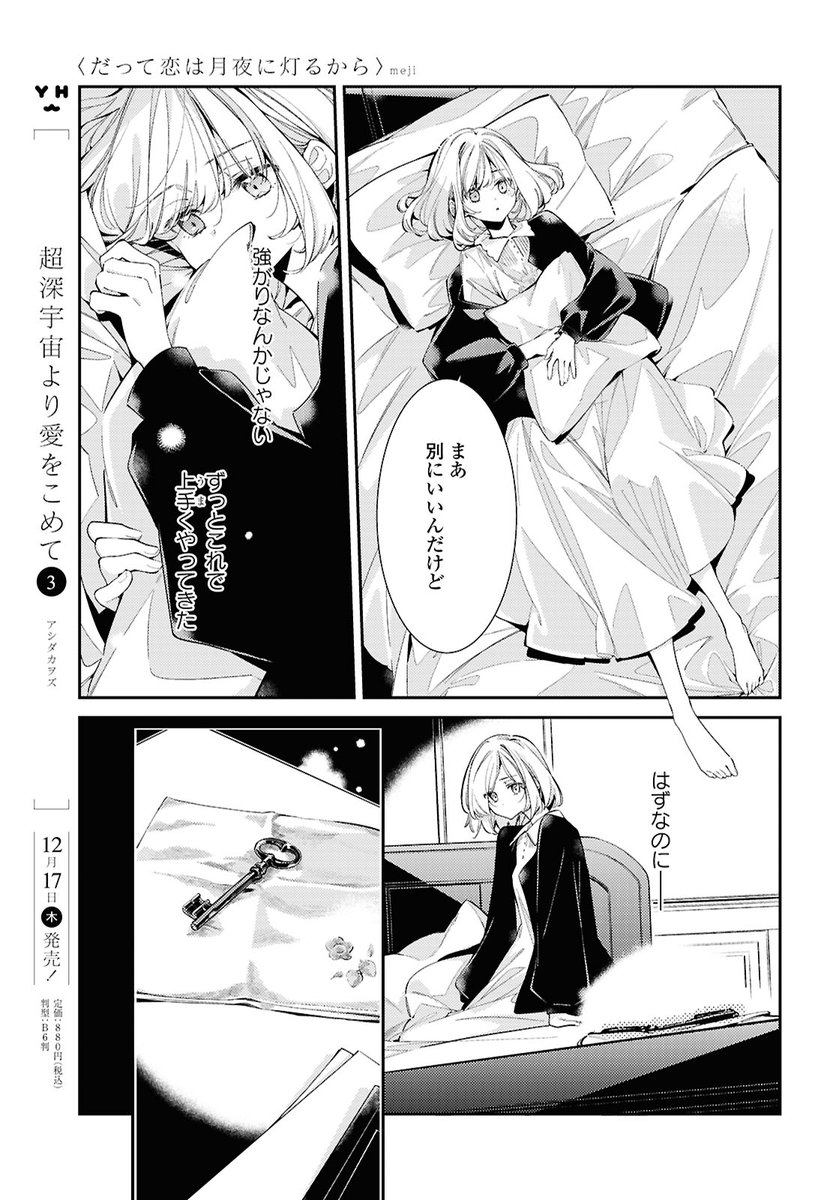 〈だって恋は月夜に灯るから〉meji
まあ
別にいいんだけど
強がりなんかじゃない
ずっとこれで
上手くやってきた
うま
はずなのに──
YH
超深宇宙より愛をこめて3
アシダカヲズ
12月17日木発売！
定価：880円（税込）
判型：B6判